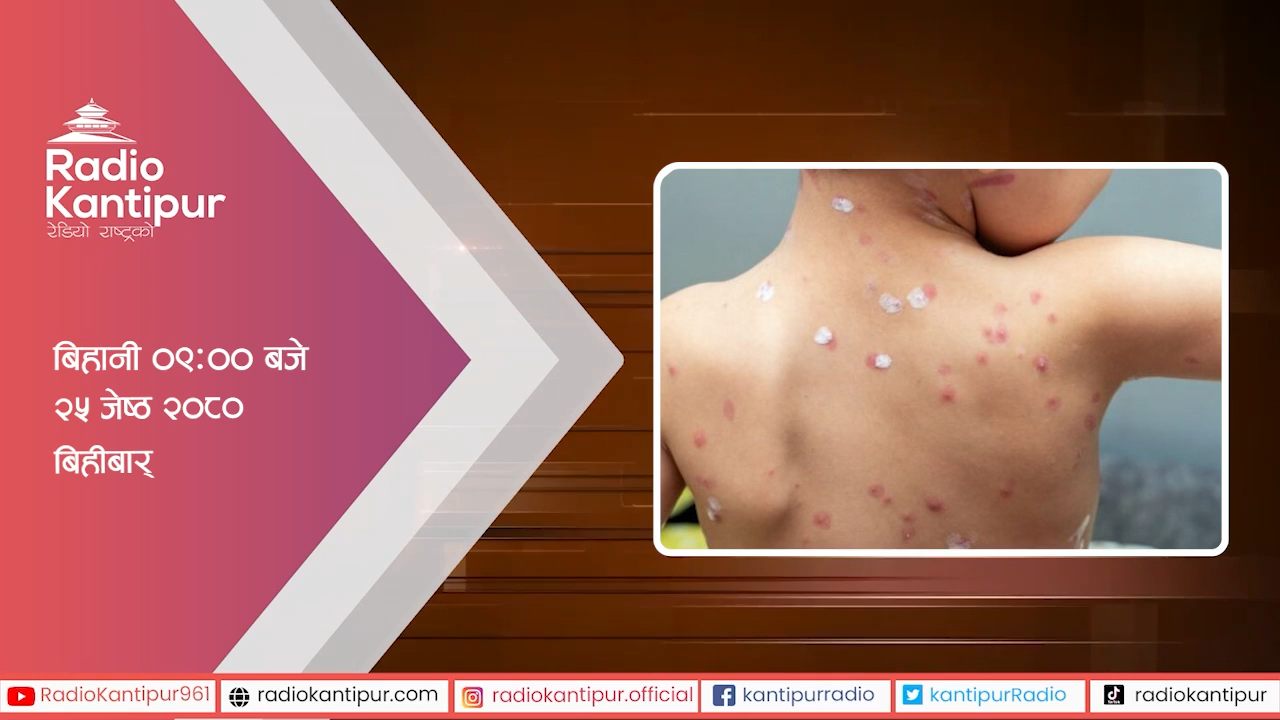 Radio
Kantipur
रेडियो राष्ट्रको
बिहानी ०९:०० बजे
२५ जेष्ठ २०८०
बिहीबार्
RadioKantipur961
radiokantipur.com
radiokantipur.official
kantipurradio
kantipurRadio
radiokantipur